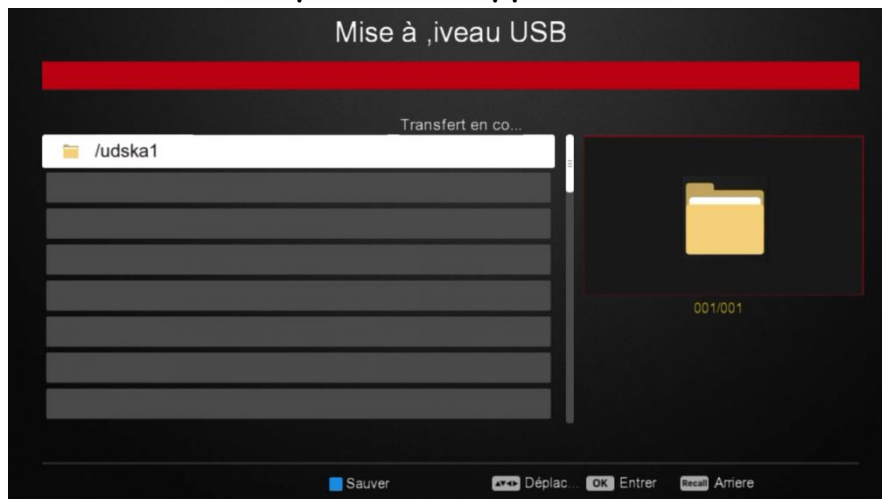 Mise à ,iveau USB
Transfert en co...
/udska1
001/001
Sauver Déplac... OK Entrer Recall Arriere